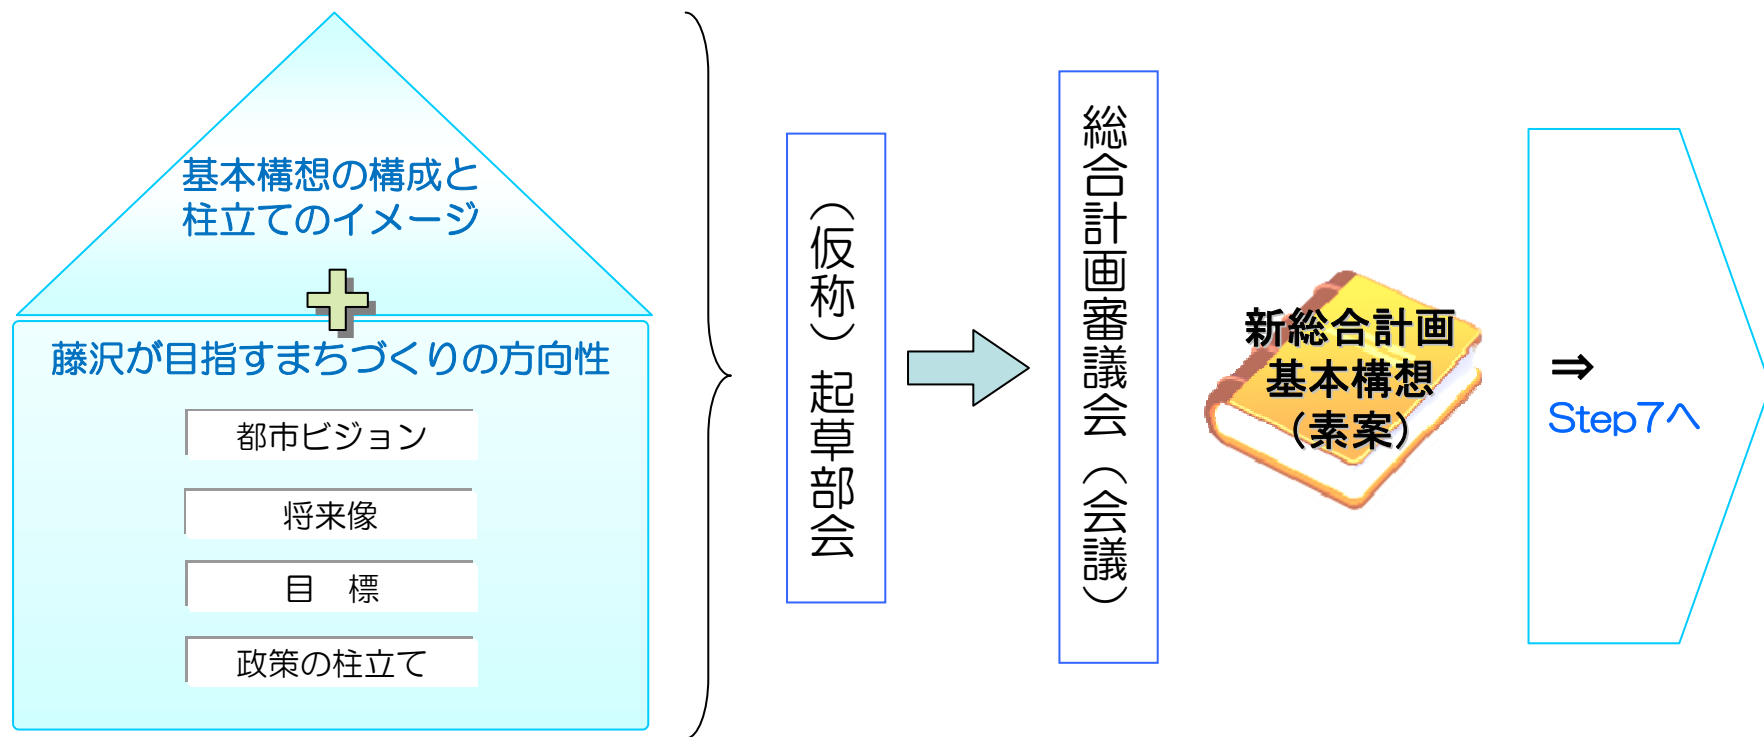 基本構想の構成と
柱立てのイメージ
藤沢が目指すまちづくりの方向性
都市ビジョン
将来像
目　標
政策の柱立て
（仮称）起草部会
総合計画審議会（会議）
新総合計画
基本構想
（素案）
⇒
Step7へ